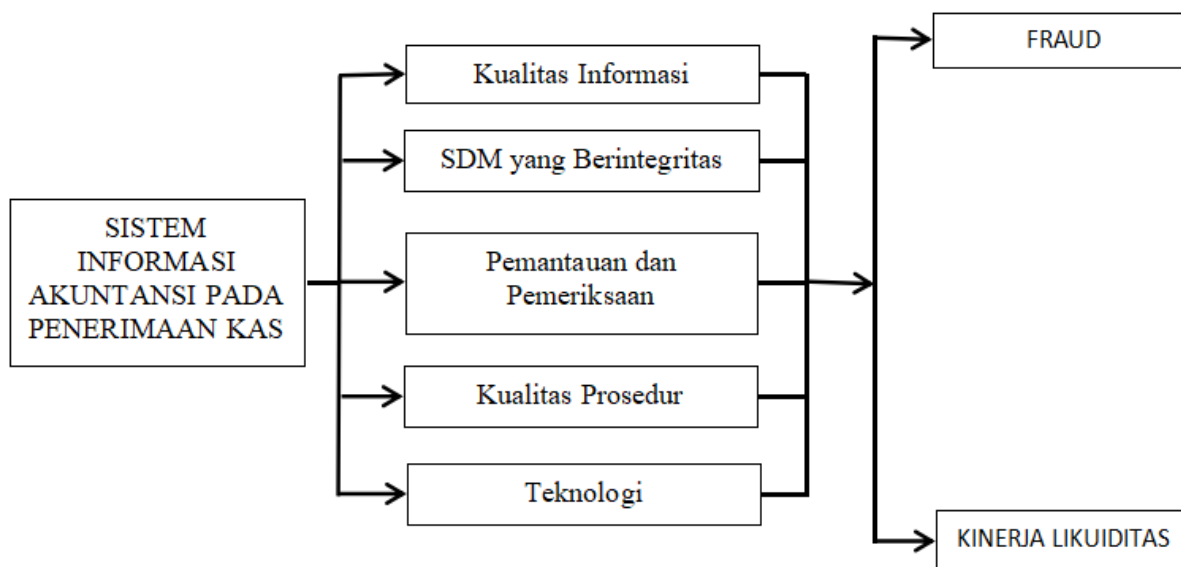 SISTEM
INFORMASI
AKUNTANSI PADA
PENERIMAAN KAS
Kualitas Informasi
SDM yang Berintegritas
Pemantauan dan
Pemeriksaan
Kualitas Prosedur
Teknologi
FRAUD
KINERJA LIKUIDITAS